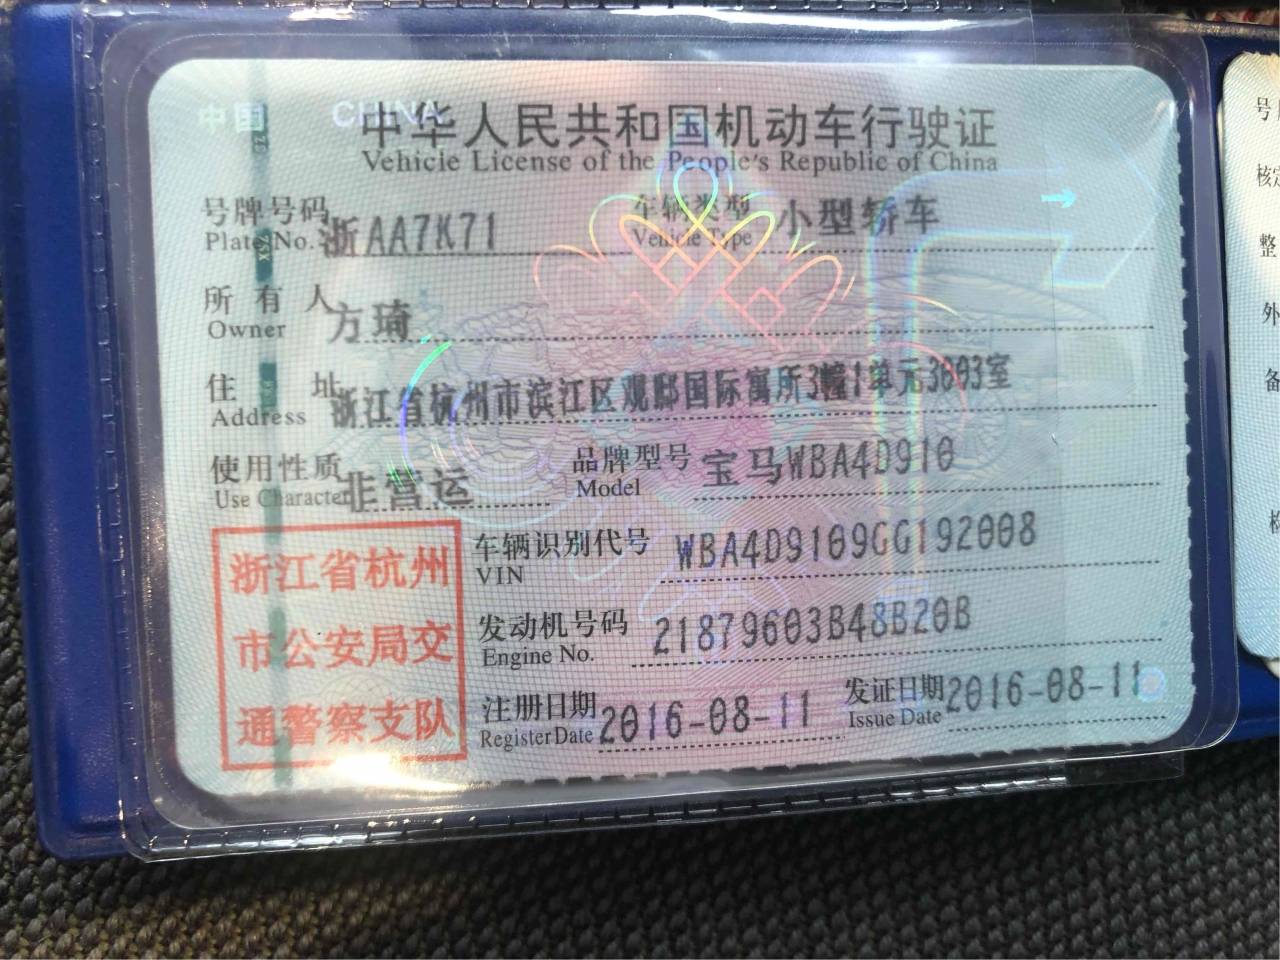 中国 CHINA
中华人民共和国机动车行驶证
Vehicle License of the People's Republic of China
号牌号码 浙AA7K71 车辆类型 小型轿车
Plate No. Vehicle Type
所有人 方琦
Owner
住址 浙江省杭州市滨江区观邸国际寓所3幢1单元3603室
Address
使用性质 非营运 品牌型号 宝马WBA4D910
Use Character Model
浙江省杭州
市公安局交
通警察支队
车辆识别代号 WBA4D9109GG192008
VIN
发动机号码 21879603B48B20B
Engine No.
注册日期 2016-08-11 发证日期 2016-08-11
Register Date Issue Date
号
核定
整
外
备